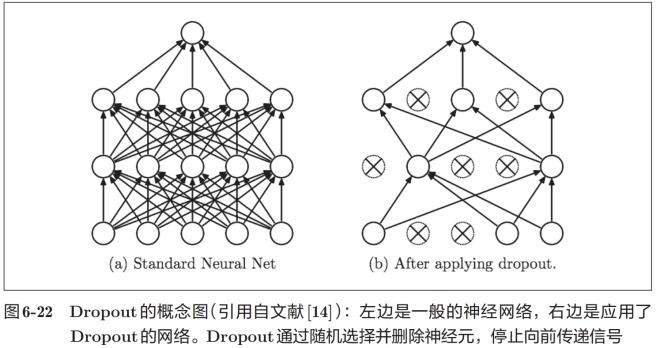 (a) Standard Neural Net
(b) After applying dropout.
图6-22 Dropout的概念图（引用自文献[14]）：左边是一般的神经网络，右边是应用了
Dropout的网络。Dropout通过随机选择并删除神经元，停止向前传递信号